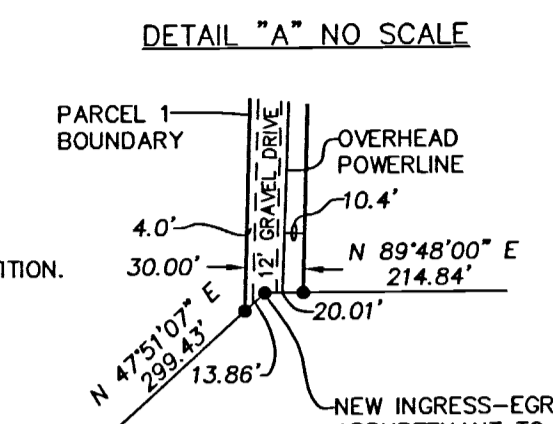 DETAIL "A" NO SCALE
PARCEL 1
BOUNDARY
12' GRAVEL DRIVE
OVERHEAD
POWERLINE
10.4'
4.0'
N 89°48'00" E
214.84'
30.00'
20.01'
N 47°51'07" E
299.43'
13.86'
NEW INGRESS-EGR